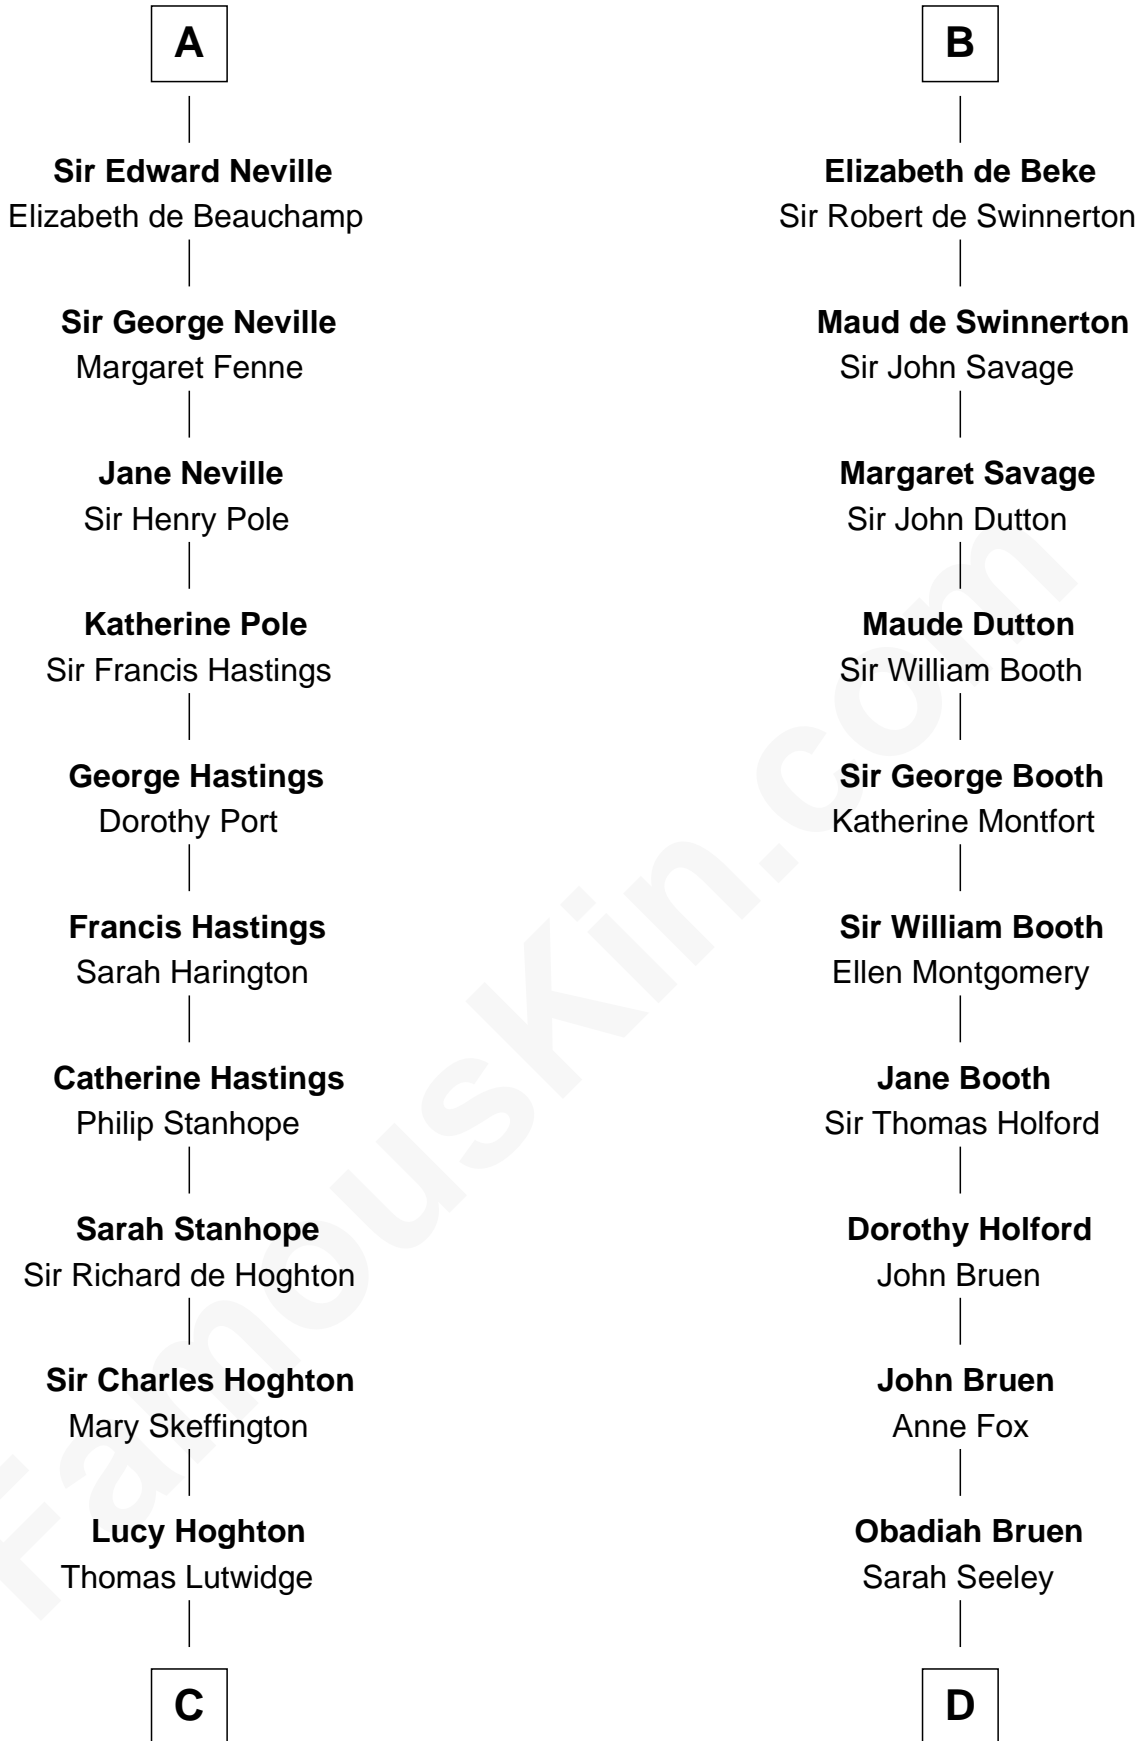 A
Sir Edward Neville
Elizabeth de Beauchamp
Sir George Neville
Margaret Fenne
Jane Neville
Sir Henry Pole
Katherine Pole
Sir Francis Hastings
George Hastings
Dorothy Port
Francis Hastings
Sarah Harington
Catherine Hastings
Philip Stanhope
Sarah Stanhope
Sir Richard de Hoghton
Sir Charles Hoghton
Mary Skeffington
Lucy Hoghton
Thomas Lutwidge
C
B
Elizabeth de Beke
Sir Robert de Swinnerton
Maud de Swinnerton
Sir John Savage
Margaret Savage
Sir John Dutton
Maude Dutton
Sir William Booth
Sir George Booth
Katherine Montfort
Sir William Booth
Ellen Montgomery
Jane Booth
Sir Thomas Holford
Dorothy Holford
John Bruen
John Bruen
Anne Fox
Obadiah Bruen
Sarah Seeley
D
FamousKin.com